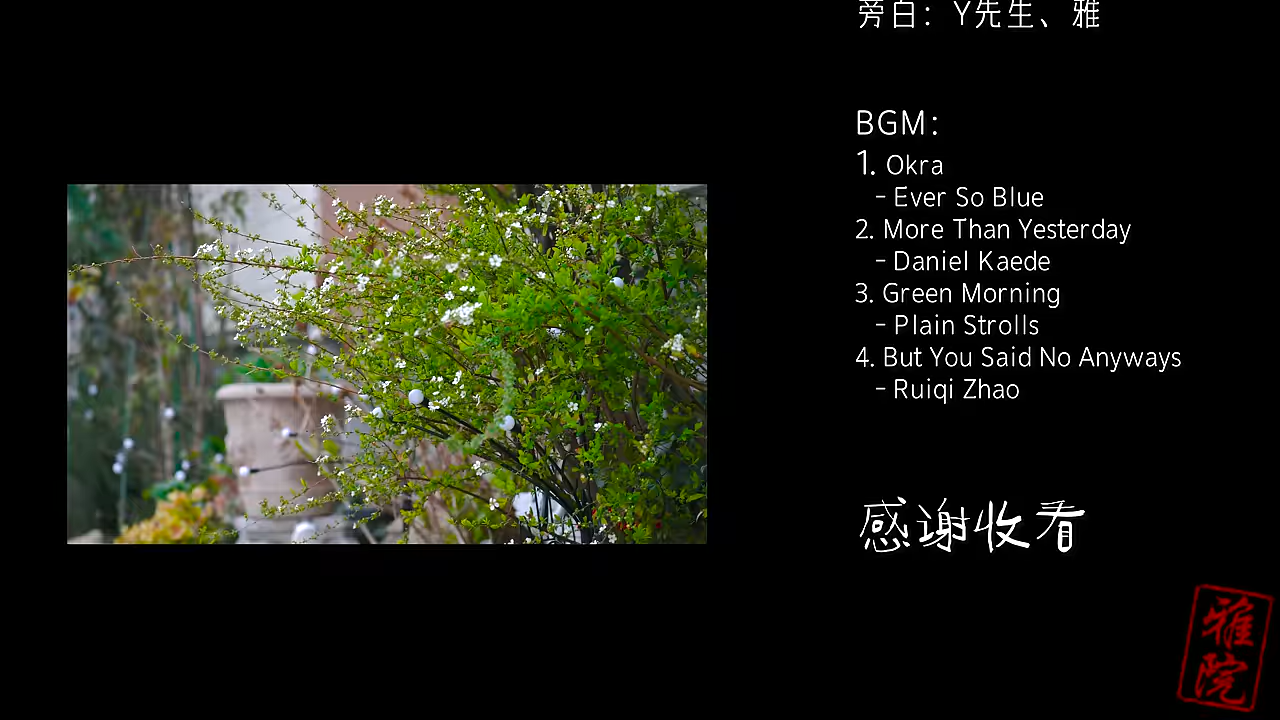 旁白：Y先生、雅
BGM：
1. Okra
- Ever So Blue
2. More Than Yesterday
- Daniel Kaede
3. Green Morning
- Plain Strolls
4. But You Said No Anyways
- Ruiqi Zhao
感谢收看
雅
院